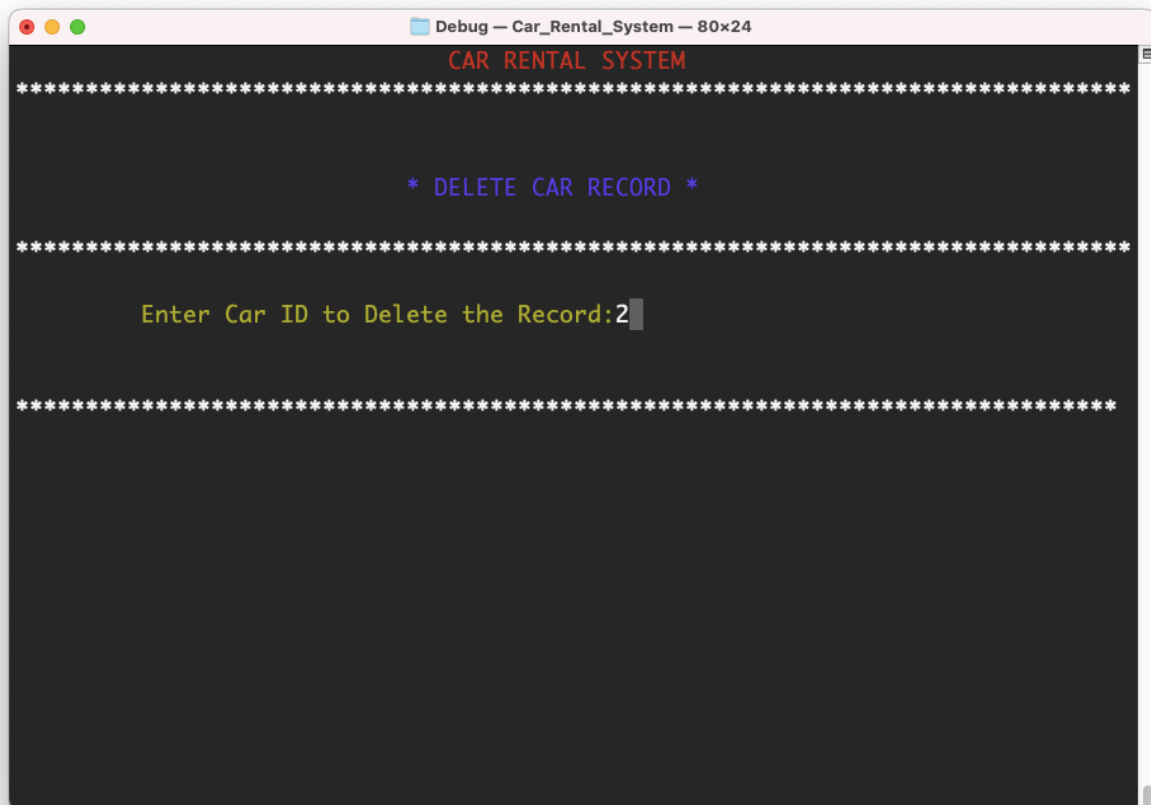 Debug — Car_Rental_System — 80×24
CAR RENTAL SYSTEM
********************************************************************************
* DELETE CAR RECORD *
********************************************************************************
Enter Car ID to Delete the Record:2
*******************************************************************************